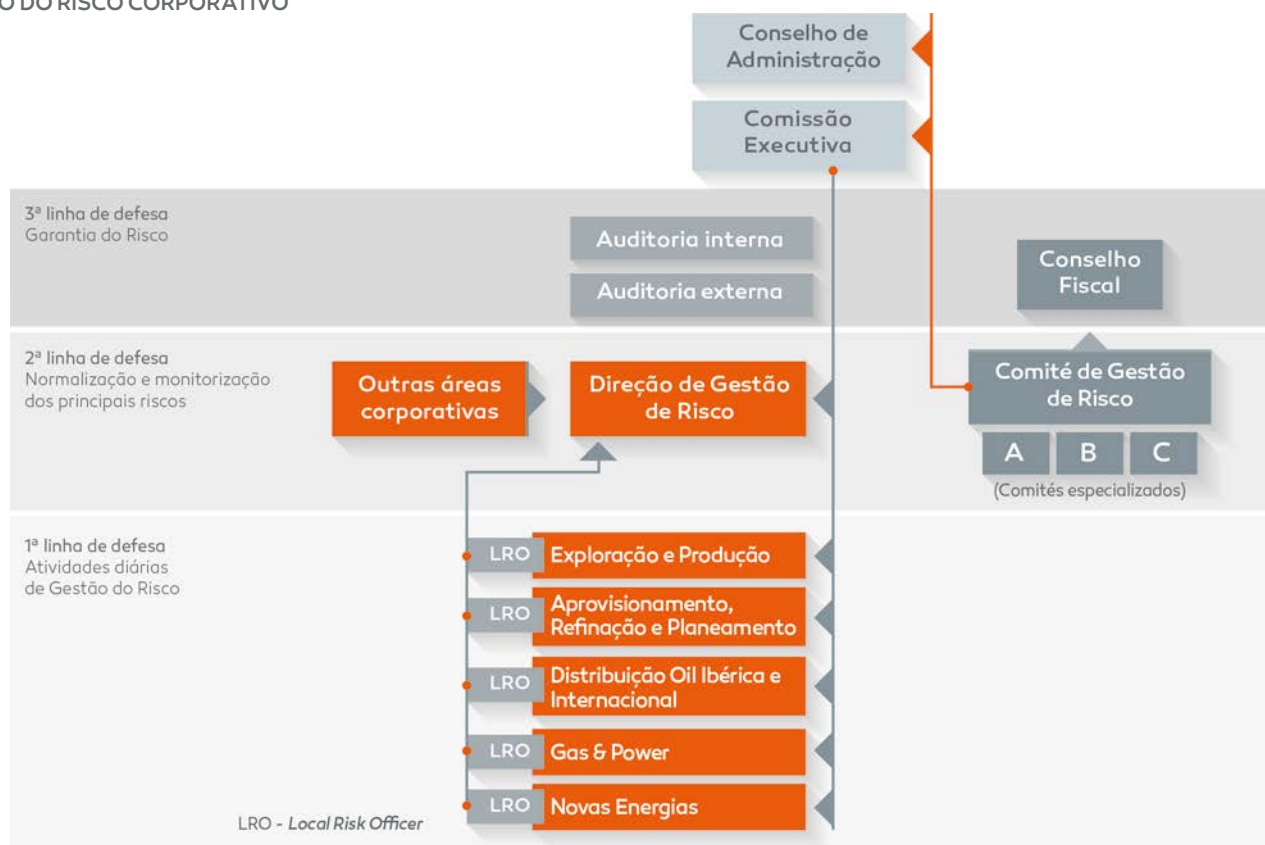 O DO RISCO CORPORATIVO
Conselho de
Administração
Comissão
Executiva
3ª linha de defesa
Garantia do Risco
Auditoria interna
Auditoria externa
Conselho
Fiscal
2ª linha de defesa
Normalização e monitorização
dos principais riscos
Outras áreas
corporativas
Direção de Gestão
de Risco
Comité de Gestão
de Risco
A B C
(Comités especializados)
1ª linha de defesa
Atividades diárias
de Gestão do Risco
LRO Exploração e Produção
LRO Aprovisionamento,
Refinação e Planeamento
LRO Distribuição Oil Ibérica e
Internacional
LRO Gas & Power
LRO Novas Energias
LRO - Local Risk Officer